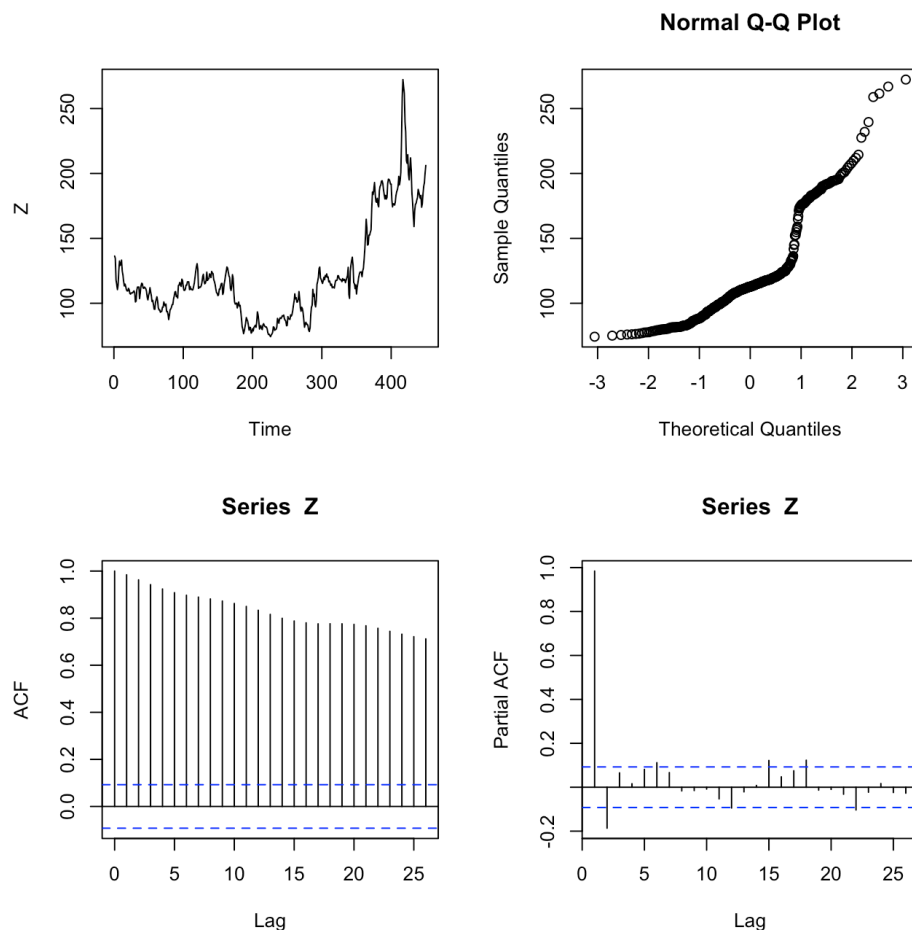 Z
250
200
150
100
0 100 200 300 400
Time
Normal Q-Q Plot
Sample Quantiles
250
200
150
100
-3 -2 -1 0 1 2 3
Theoretical Quantiles
Series Z
ACF
1.0
0.8
0.6
0.4
0.2
0.0
0 5 10 15 20 25
Lag
Series Z
Partial ACF
1.0
0.8
0.6
0.4
0.2
-0.2
0 5 10 15 20 25
Lag